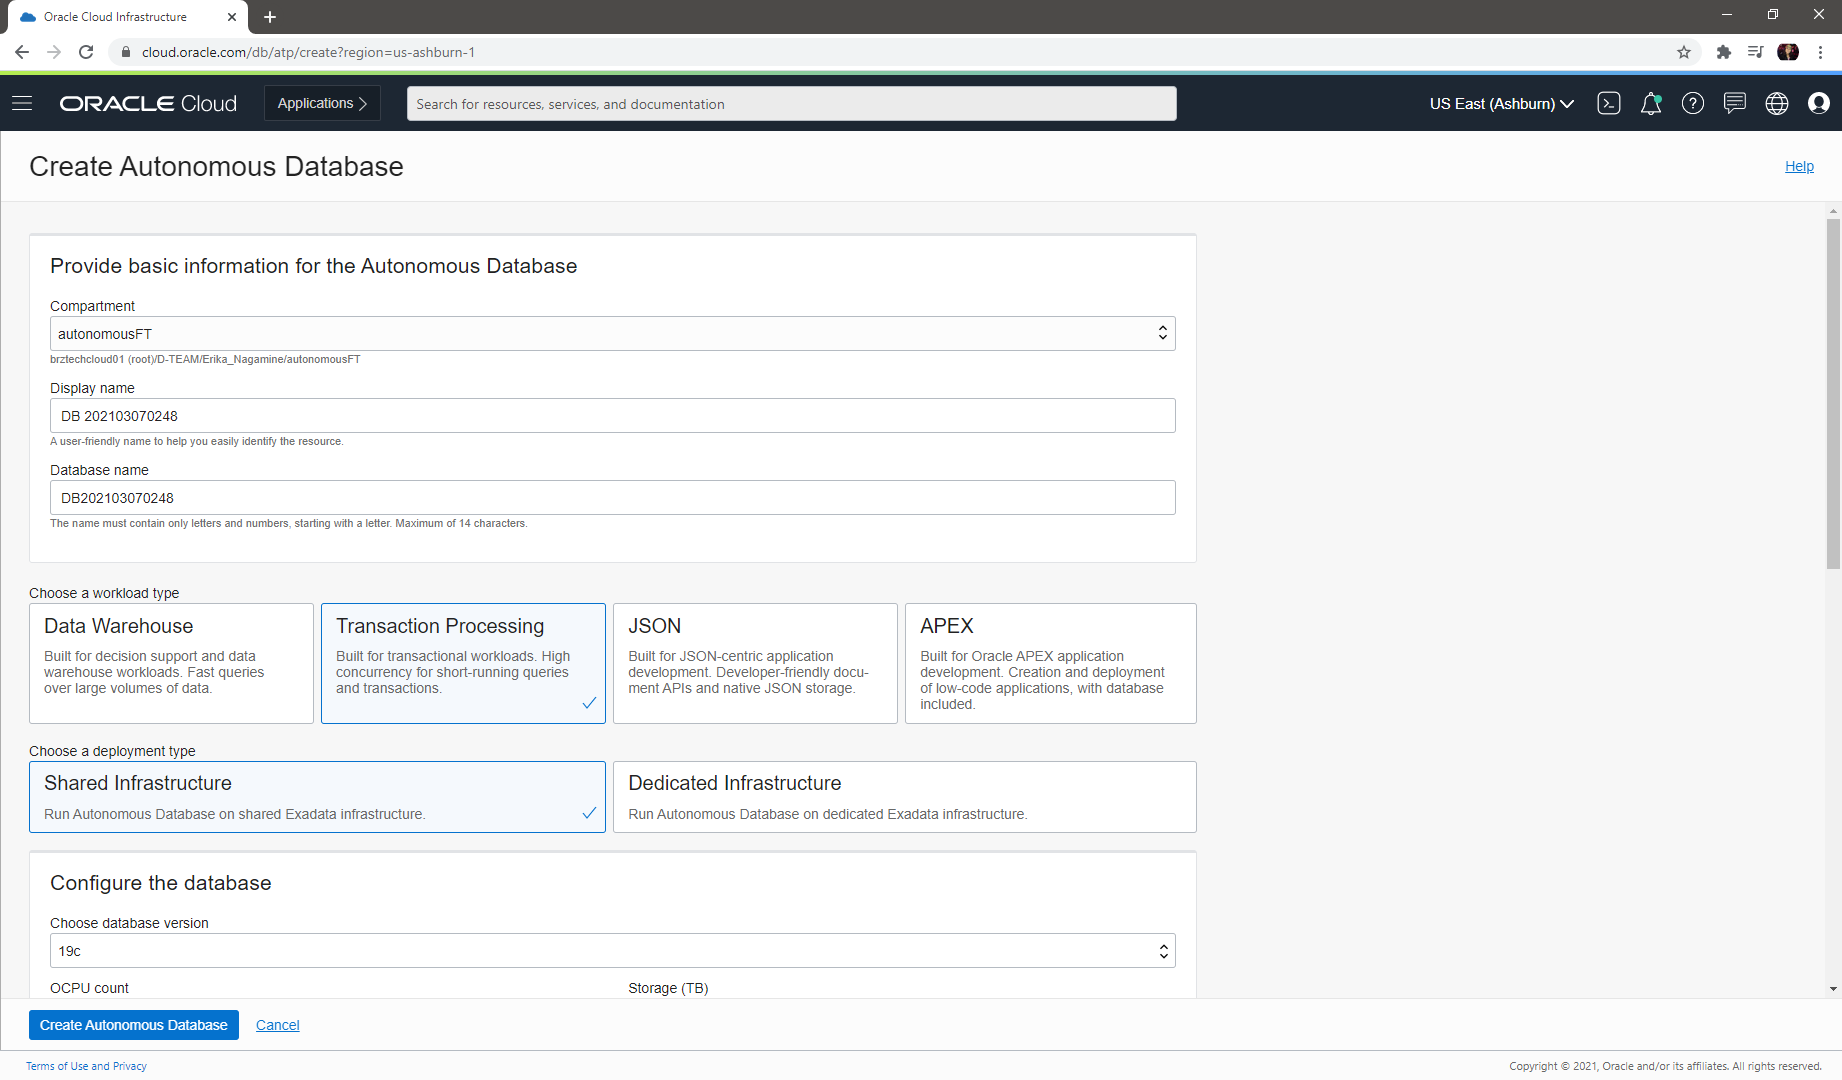 Oracle Cloud Infrastructure
cloud.oracle.com/db/atp/create?region=us-ashburn-1
ORACLE Cloud
Applications
Search for resources, services, and documentation
US East (Ashburn)
Create Autonomous Database
Help
Provide basic information for the Autonomous Database
Compartment
autonomousFT
brztechcloud01 (root)/D-TEAM/Erika_Nagamine/autonomousFT
Display name
DB 202103070248
A user-friendly name to help you easily identify the resource.
Database name
DB202103070248
The name must contain only letters and numbers, starting with a letter. Maximum of 14 characters.
Choose a workload type
Data Warehouse
Built for decision support and data
warehouse workloads. Fast queries
over large volumes of data.
Transaction Processing
Built for transactional workloads. High
concurrency for short-running queries
and transactions.
JSON
Built for JSON-centric application
development. Developer-friendly docu-
ment APIs and native JSON storage.
APEX
Built for Oracle APEX application
development. Creation and deployment
of low-code applications, with database
included.
Choose a deployment type
Shared Infrastructure
Run Autonomous Database on shared Exadata infrastructure.
Dedicated Infrastructure
Run Autonomous Database on dedicated Exadata infrastructure.
Configure the database
Choose database version
19c
OCPU count
Storage (TB)
Create Autonomous Database
Cancel
Terms of Use and Privacy
Copyright © 2021, Oracle and/or its affiliates. All rights reserved.